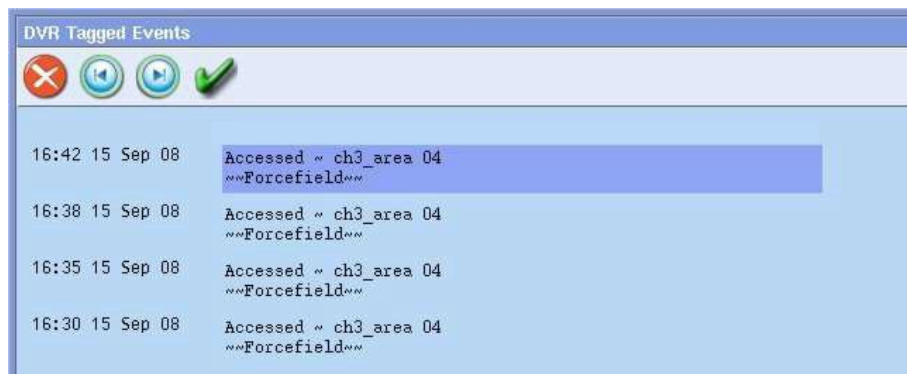 DVR Tagged Events
16:42 15 Sep 08 Accessed ~ ch3_area 04
~~Forcefield~~
16:38 15 Sep 08 Accessed ~ ch3_area 04
~~Forcefield~~
16:35 15 Sep 08 Accessed ~ ch3_area 04
~~Forcefield~~
16:30 15 Sep 08 Accessed ~ ch3_area 04
~~Forcefield~~